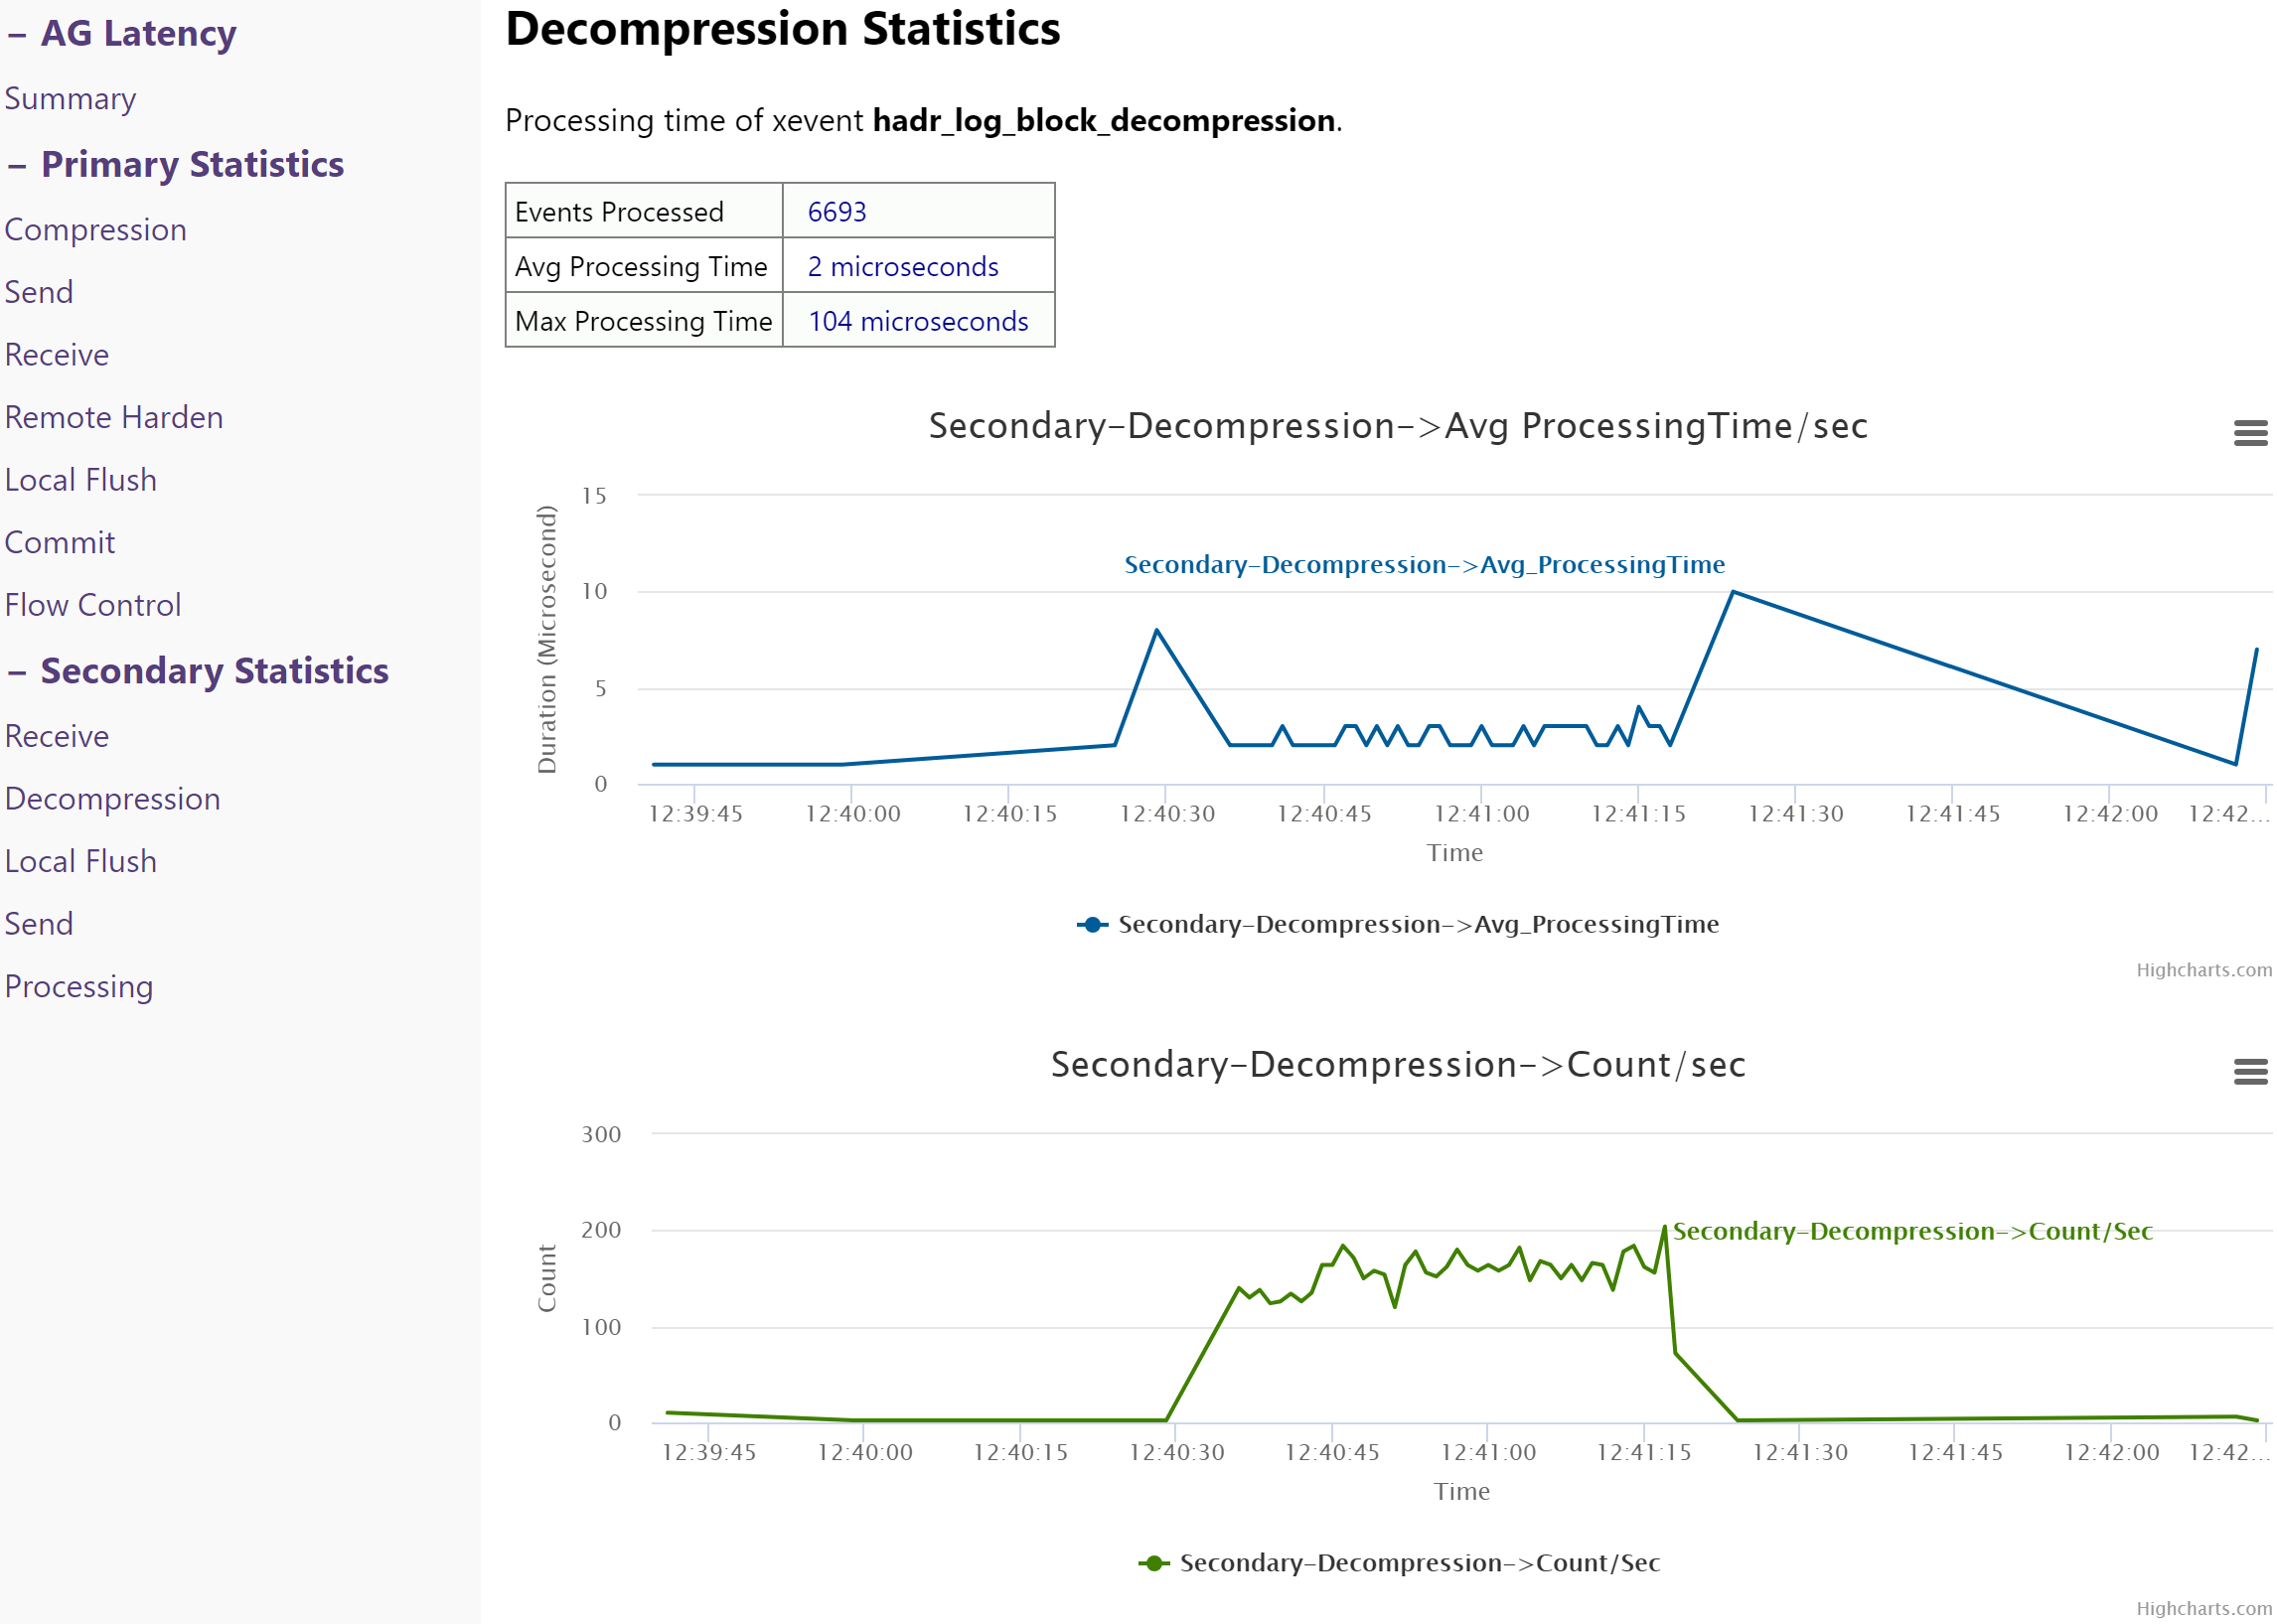 − AG Latency
Summary
− Primary Statistics
Compression
Send
Receive
Remote Harden
Local Flush
Commit
Flow Control
− Secondary Statistics
Receive
Decompression
Local Flush
Send
Processing
Decompression Statistics
Processing time of xevent hadr_log_block_decompression.
Events Processed 6693
Avg Processing Time 2 microseconds
Max Processing Time 104 microseconds
Secondary-Decompression->Avg ProcessingTime/sec
Duration (Microsecond)
15
10
5
0
Secondary-Decompression->Avg_ProcessingTime
12:39:45 12:40:00 12:40:15 12:40:30 12:40:45 12:41:00 12:41:15 12:41:30 12:41:45 12:42:00 12:42...
Time
Secondary-Decompression->Avg_ProcessingTime
Highcharts.com
Secondary-Decompression->Count/sec
Count
300
200
100
0
Secondary-Decompression->Count/Sec
12:39:45 12:40:00 12:40:15 12:40:30 12:40:45 12:41:00 12:41:15 12:41:30 12:41:45 12:42:00 12:42...
Time
Secondary-Decompression->Count/Sec
Highcharts.com